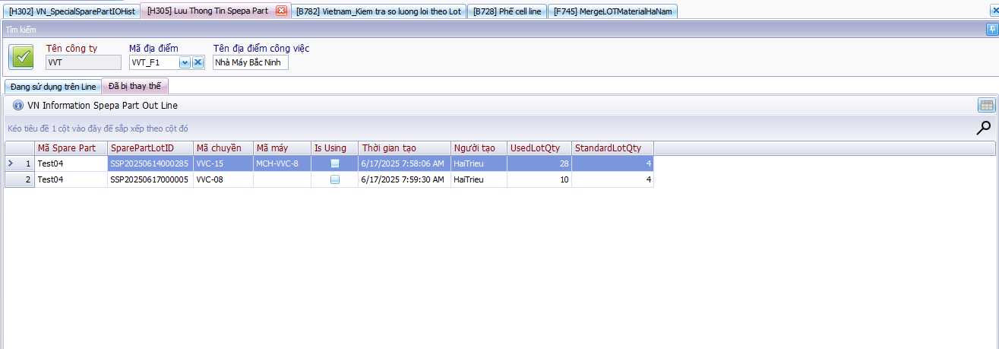 [H302] VN_SpecialSparePartIOHist [H305] Luu Thong Tin Spepa Part [B782] Vietnam_Kiem tra so luong loi theo Lot [B728] Phế cell line [F745] MergeLOTMaterialHaNam
Tìm kiếm
Tên công ty Mã địa điểm Tên địa điểm công việc
VVT VVT_F1 Nhà Máy Bắc Ninh
Đang sử dụng trên Line Đã bị thay thế
VN Information Spepa Part Out Line
Kéo tiêu đề 1 cột vào đây để sắp xếp theo cột đó
Mã Spare Part SparePartLotID Mã chuyền Mã máy Is Using Thời gian tạo Người tạo UsedLotQty StandardLotQty
1 Test04 SSP20250614000285 VVC-15 MCH-VVC-8 6/17/2025 7:58:06 AM HaiTrieu 28 4
2 Test04 SSP20250617000005 VVC-08 6/17/2025 7:59:30 AM HaiTrieu 10 4